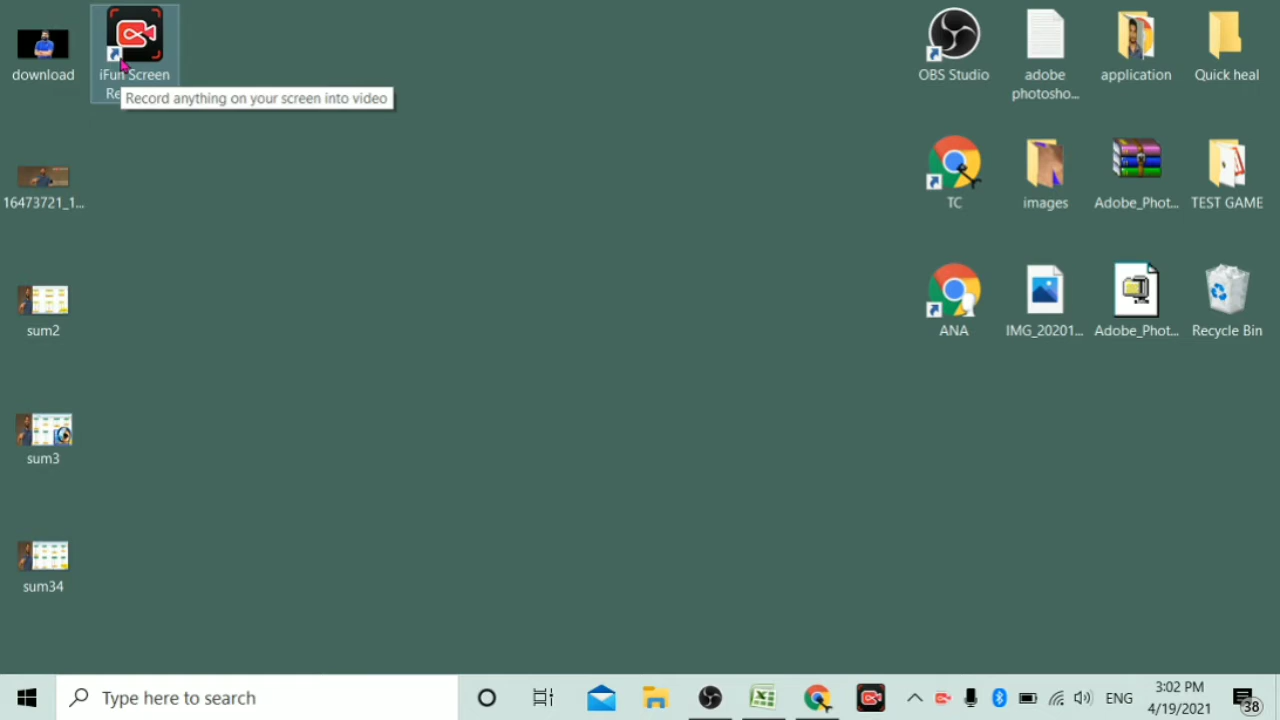 download
iFun Screen
Re
Record anything on your screen into video
OBS Studio
adobe
photosho...
application
Quick heal
16473721_1...
TC
images
Adobe_Phot...
TEST GAME
sum2
ANA
IMG_20201...
Adobe_Phot...
Recycle Bin
sum3
sum34
Type here to search
ENG
3:02 PM
4/19/2021
38